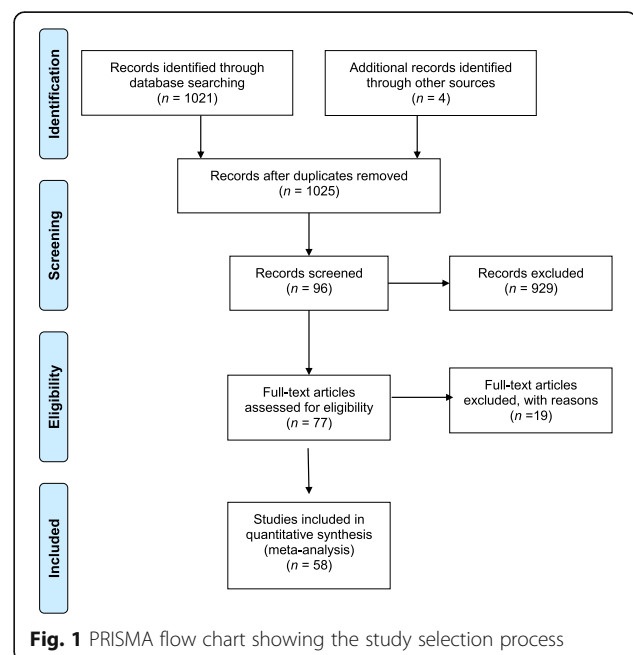 Identification
Records identified through
database searching
(n = 1021)
Additional records identified
through other sources
(n = 4)
Records after duplicates removed
(n = 1025)
Screening
Records screened
(n = 96)
Records excluded
(n = 929)
Eligibility
Full-text articles
assessed for eligibility
(n = 77)
Full-text articles
excluded, with reasons
(n =19)
Included
Studies included in
quantitative synthesis
(meta-analysis)
(n = 58)
Fig. 1 PRISMA flow chart showing the study selection process